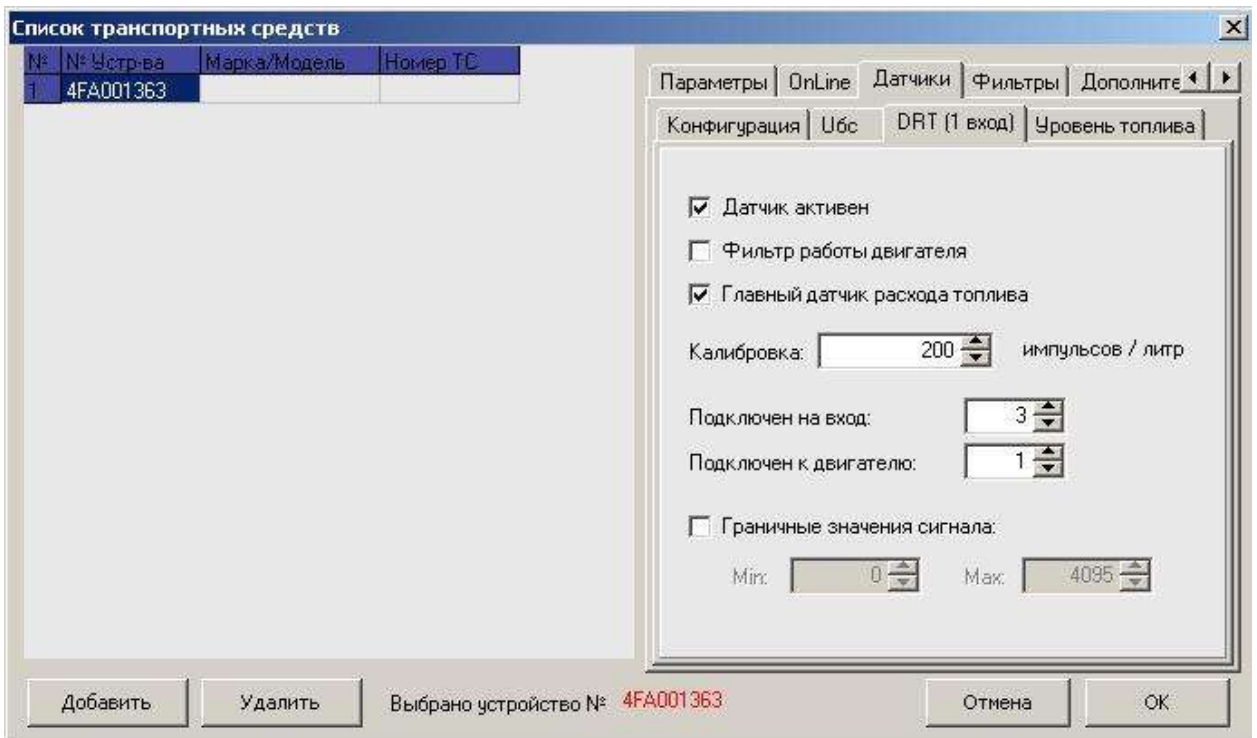 Список транспортных средств
№ № Устр-ва Марка/Модель Номер ТС
1 4FA001363
Параметры OnLine Датчики Фильтры Дополните
Конфигурация Uбс DRT (1 вход) Уровень топлива
Датчик активен
Фильтр работы двигателя
Главный датчик расхода топлива
Калибровка: 200 импульсов / литр
Подключен на вход: 3
Подключен к двигателю: 1
Граничные значения сигнала:
Min: 0 Max: 4095
Добавить Удалить Выбрано устройство № 4FA001363 Отмена OK